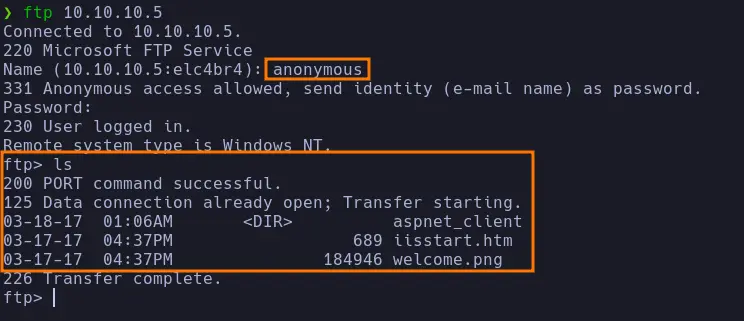 ❯ ftp 10.10.10.5
Connected to 10.10.10.5.
220 Microsoft FTP Service
Name (10.10.10.5:elc4br4): anonymous
331 Anonymous access allowed, send identity (e-mail name) as password.
Password:
230 User logged in.
Remote system type is Windows_NT.
ftp> ls
200 PORT command successful.
125 Data connection already open; Transfer starting.
03-18-17  01:06AM       <DIR>          aspnet_client
03-17-17  04:37PM                  689 iisstart.htm
03-17-17  04:37PM               184946 welcome.png
226 Transfer complete.
ftp>